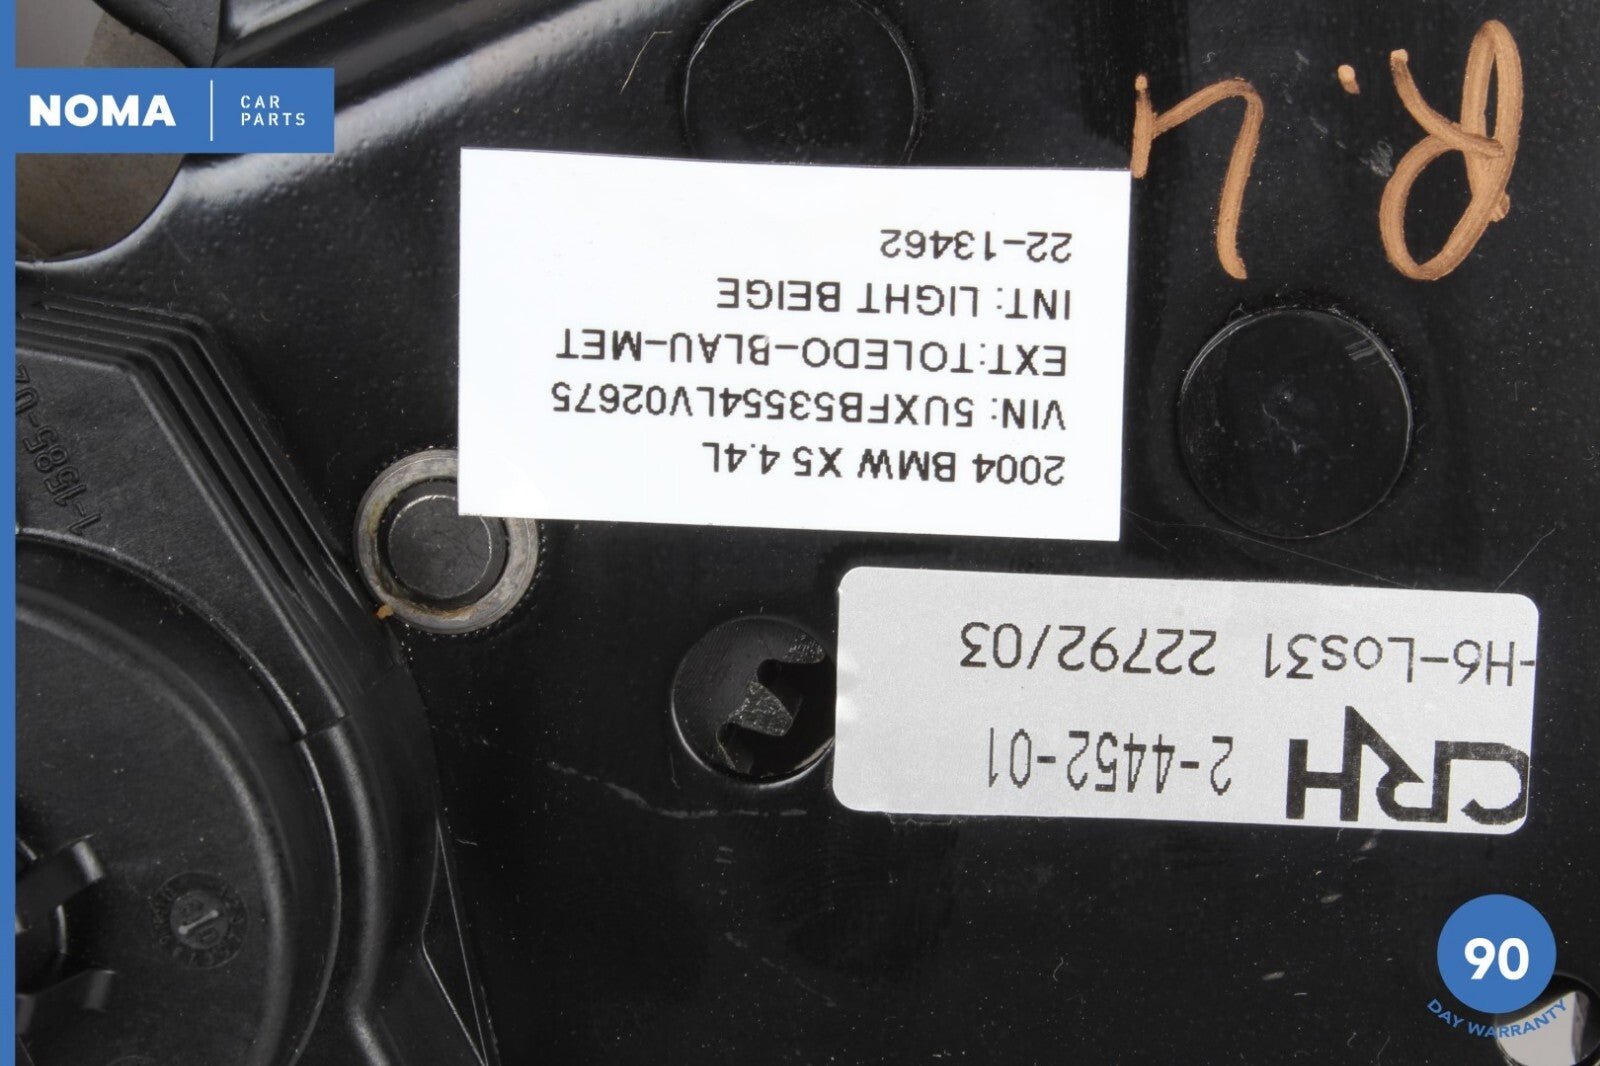 NOMA
CAR
PARTS
R.H
2004 BMW X5 4.4L
VIN: 5UXFB53554LV02675
EXT:TOLEDO-BLAU-MET
INT: LIGHT BEIGE
22-13462
CRH 2-4452-01
-H6-Los31 22792/03
90
DAY WARRANTY